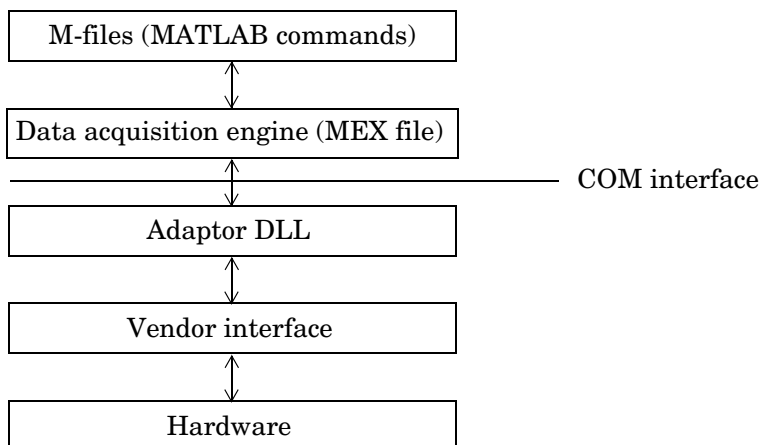 M-files (MATLAB commands)
Data acquisition engine (MEX file)
COM interface
Adaptor DLL
Vendor interface
Hardware